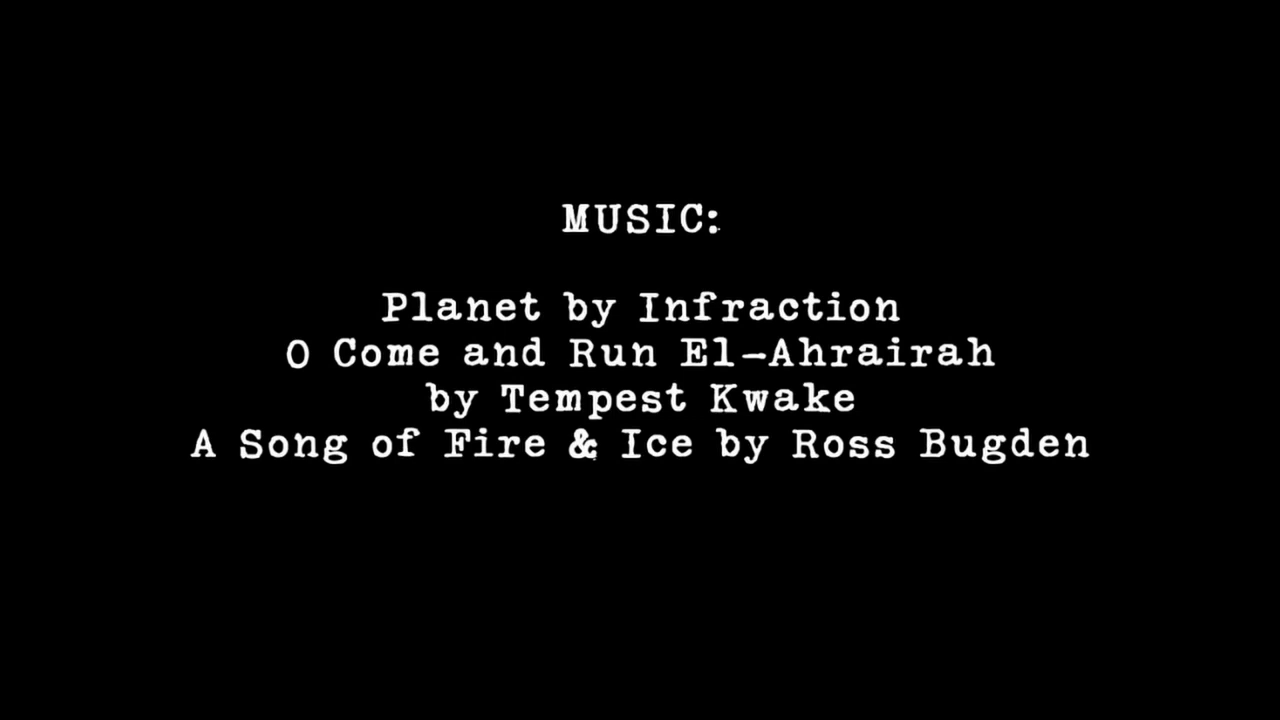 MUSIC:
Planet by Infraction
O Come and Run El-Ahrairah
by Tempest Kwake
A Song of Fire & Ice by Ross Bugden